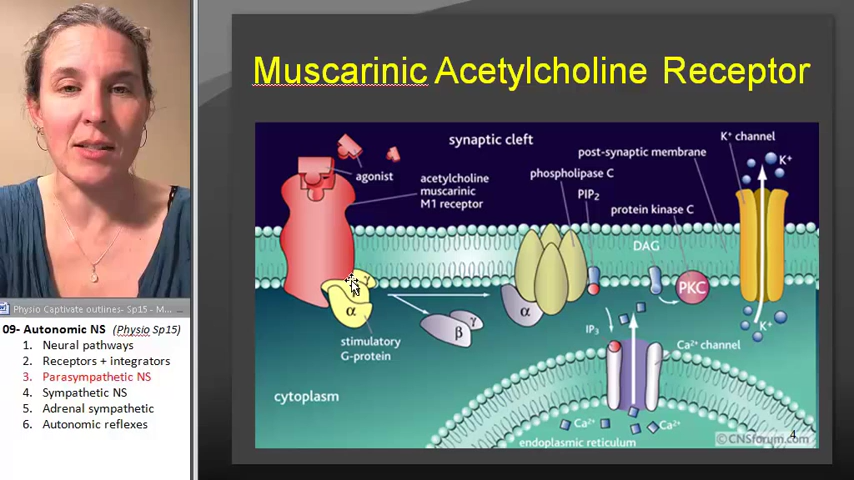 Muscarinic Acetylcholine Receptor
synaptic cleft
K⁺ channel
post-synaptic membrane
K⁺
agonist
acetylcholine
muscarinic
M1 receptor
phospholipase C
PIP₂
protein kinase C
DAG
γ
PKC
α
β
γ
α
stimulatory
G-protein
IP₃
K⁺
Ca²⁺ channel
cytoplasm
Ca²⁺
Ca²⁺
endoplasmic reticulum
© CNSforum.com
4
Physio Captivate outlines- Sp15 - M...
09- Autonomic NS (Physio Sp15)
1. Neural pathways
2. Receptors + integrators
3. Parasympathetic NS
4. Sympathetic NS
5. Adrenal sympathetic
6. Autonomic reflexes